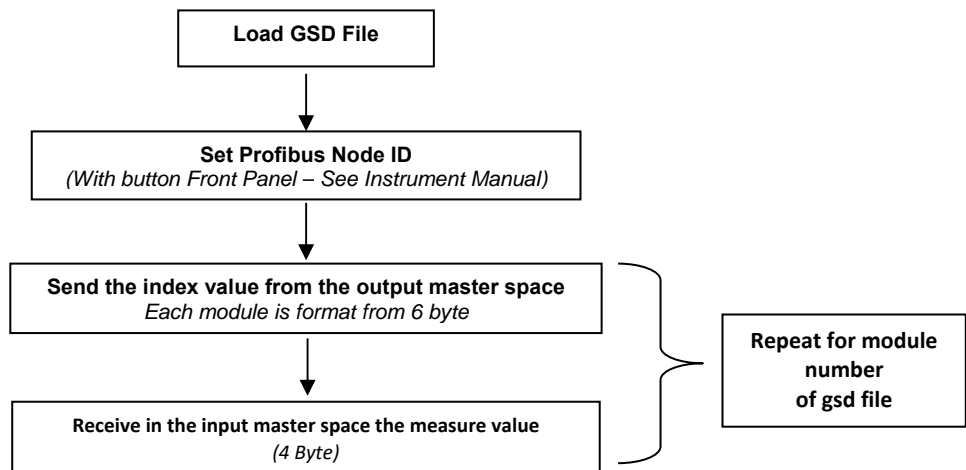 Load GSD File
Set Profibus Node ID
(With button Front Panel – See Instrument Manual)
Send the index value from the output master space
Each module is format from 6 byte
Repeat for module
number
of gsd file
Receive in the input master space the measure value
(4 Byte)